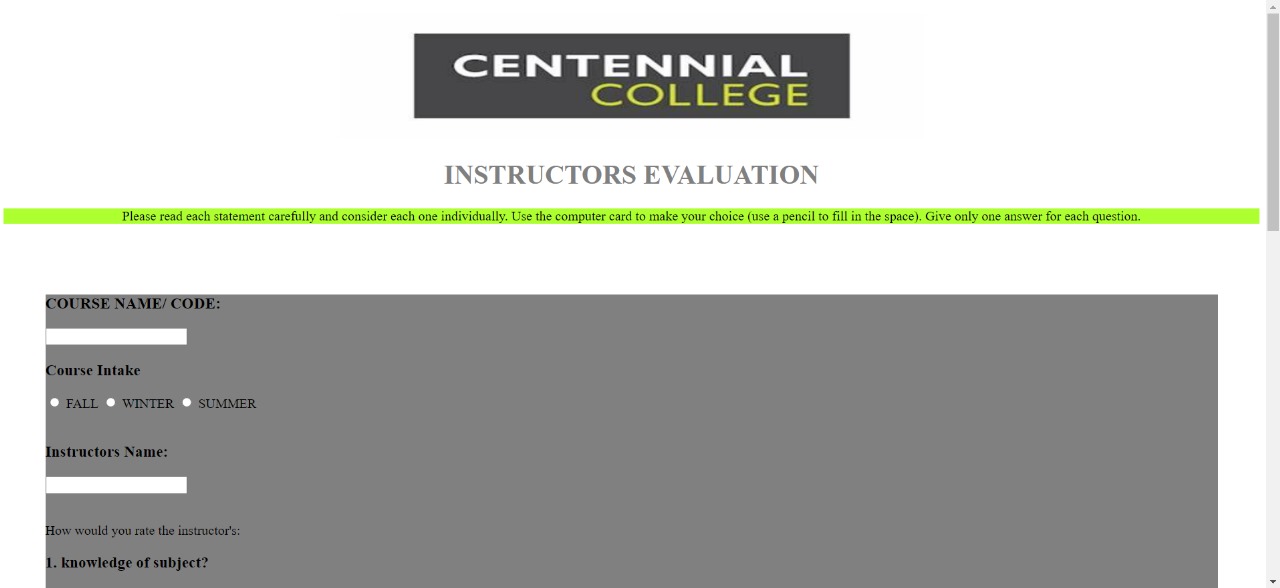 CENTENNIAL
COLLEGE
INSTRUCTORS EVALUATION
Please read each statement carefully and consider each one individually. Use the computer card to make your choice (use a pencil to fill in the space). Give only one answer for each question.
COURSE NAME/ CODE:
Course Intake
FALL WINTER SUMMER
Instructors Name:
How would you rate the instructor's:
1. knowledge of subject?